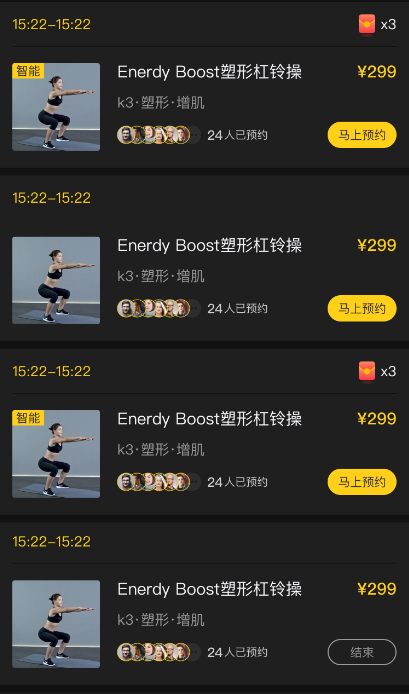 15:22-15:22 x3
智能 Enerdy Boost塑形杠铃操 ¥299
k3·塑形·增肌
24人已预约 马上预约
15:22-15:22
Enerdy Boost塑形杠铃操 ¥299
k3·塑形·增肌
24人已预约 马上预约
15:22-15:22 x3
智能 Enerdy Boost塑形杠铃操 ¥299
k3·塑形·增肌
24人已预约 马上预约
15:22-15:22
Enerdy Boost塑形杠铃操 ¥299
k3·塑形·增肌
24人已预约 结束